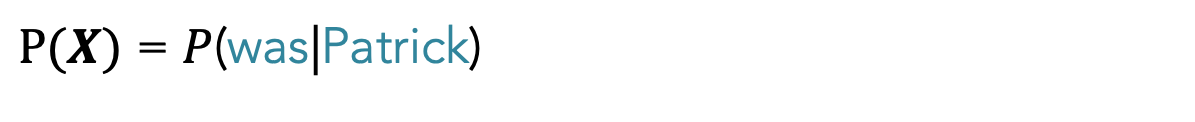 P(X) = P(was|Patrick)